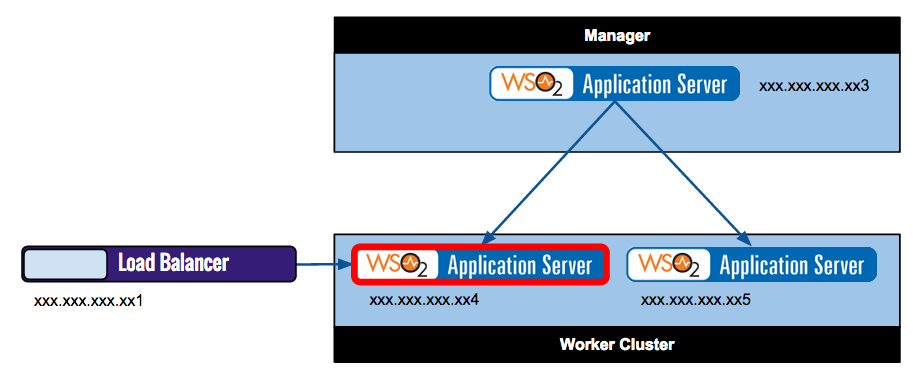 Manager
WSO2 Application Server
xxx.xxx.xxx.xx3
Load Balancer
xxx.xxx.xxx.xx1
WSO2 Application Server
xxx.xxx.xxx.xx4
WSO2 Application Server
xxx.xxx.xxx.xx5
Worker Cluster